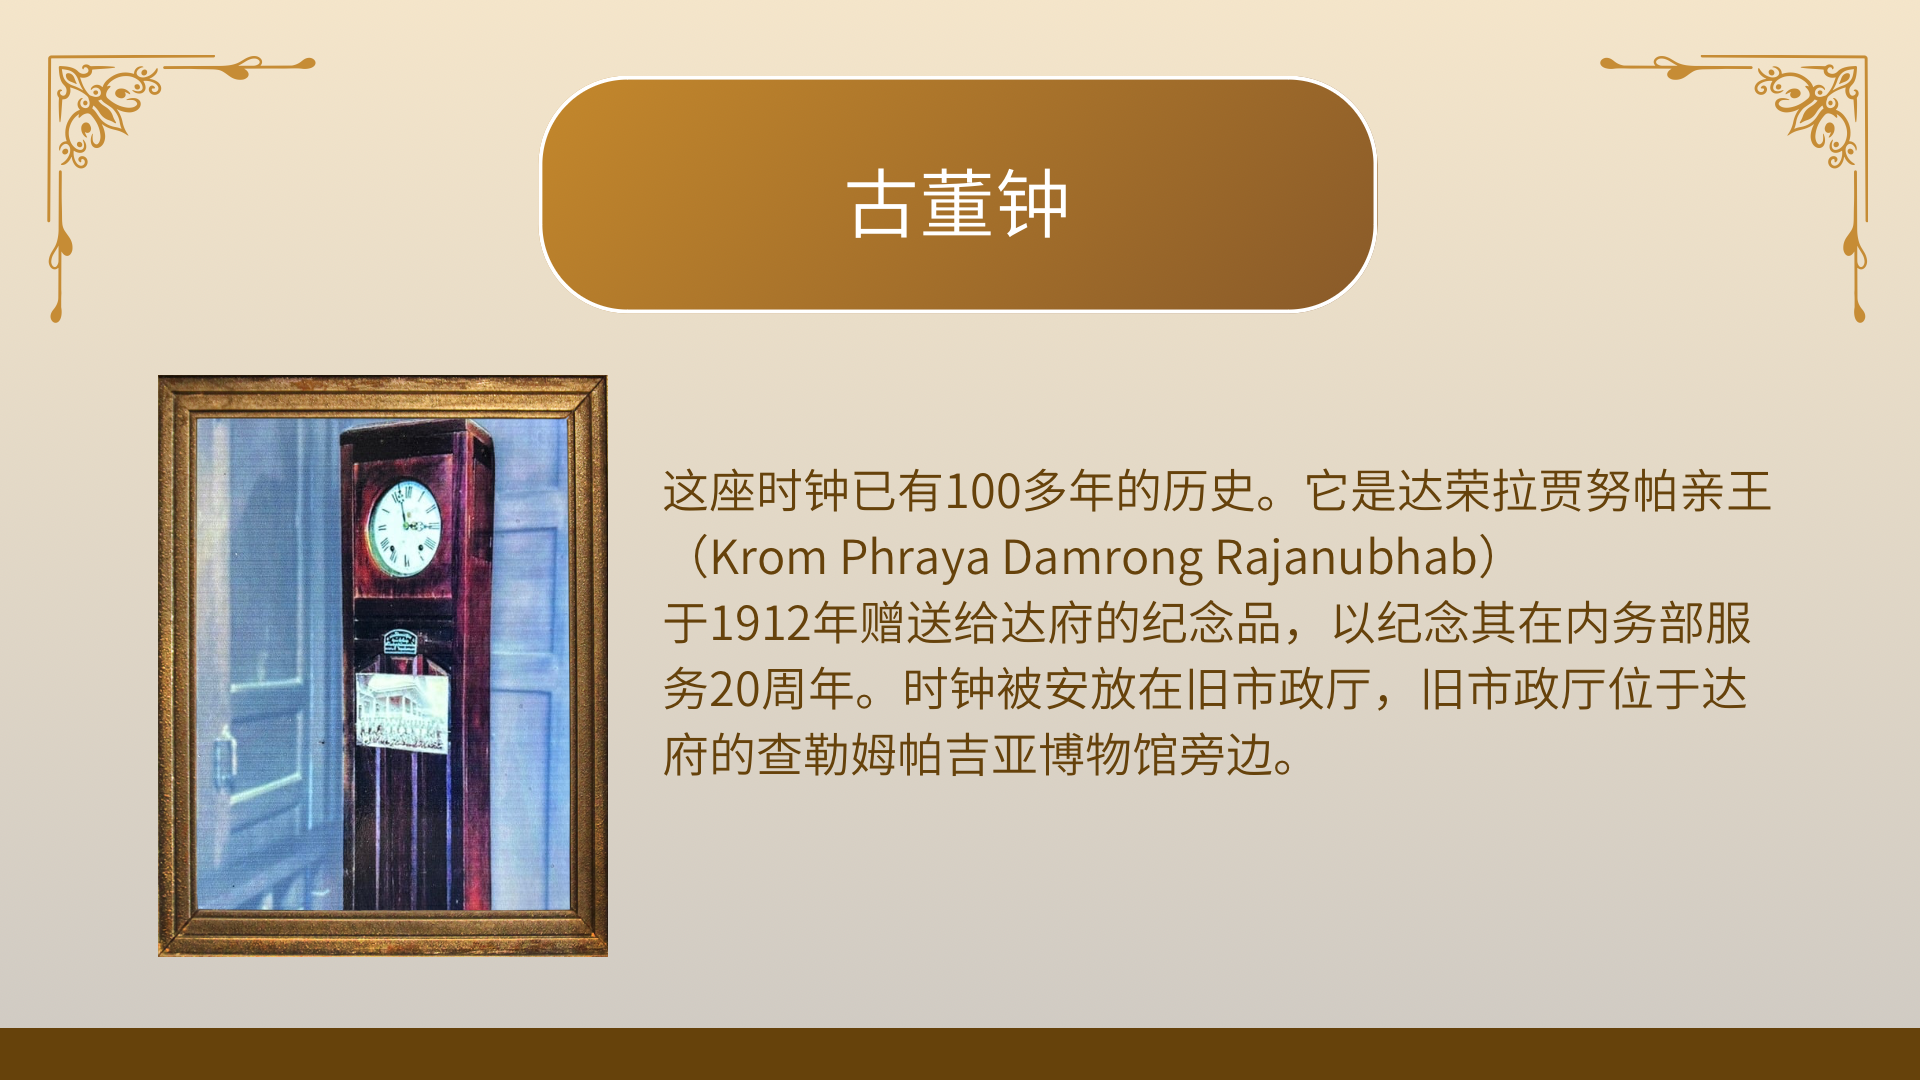 古董钟
这座时钟已有100多年的历史。它是达荣拉贾努帕亲王
（Krom Phraya Damrong Rajanubhab）
于1912年赠送给达府的纪念品，以纪念其在内务部服
务20周年。时钟被安放在旧市政厅，旧市政厅位于达
府的查勒姆帕吉亚博物馆旁边。